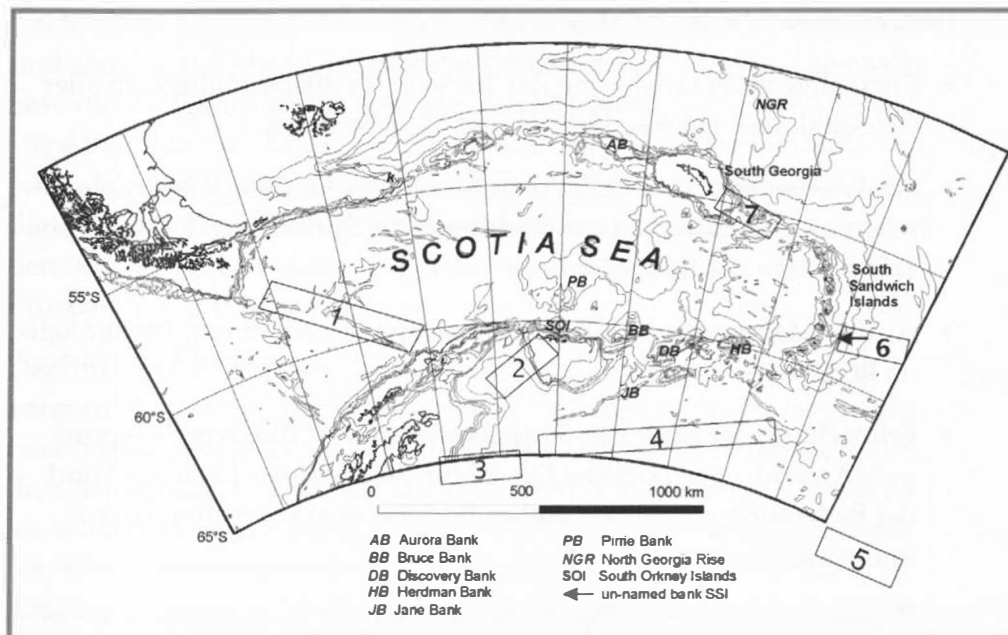 NGR
AB
South Georgia
7
SCOTIA SEA
55°S
PB
South
Sandwich
Islands
1
SOI
BB
6
2
DB
HB
JB
60°S
4
3
0
500
1000 km
65°S
5
AB Aurora Bank
BB Bruce Bank
DB Discovery Bank
HB Herdman Bank
JB Jane Bank
PB Pirrie Bank
NGR North Georgia Rise
SOI South Orkney Islands
un-named bank SSI